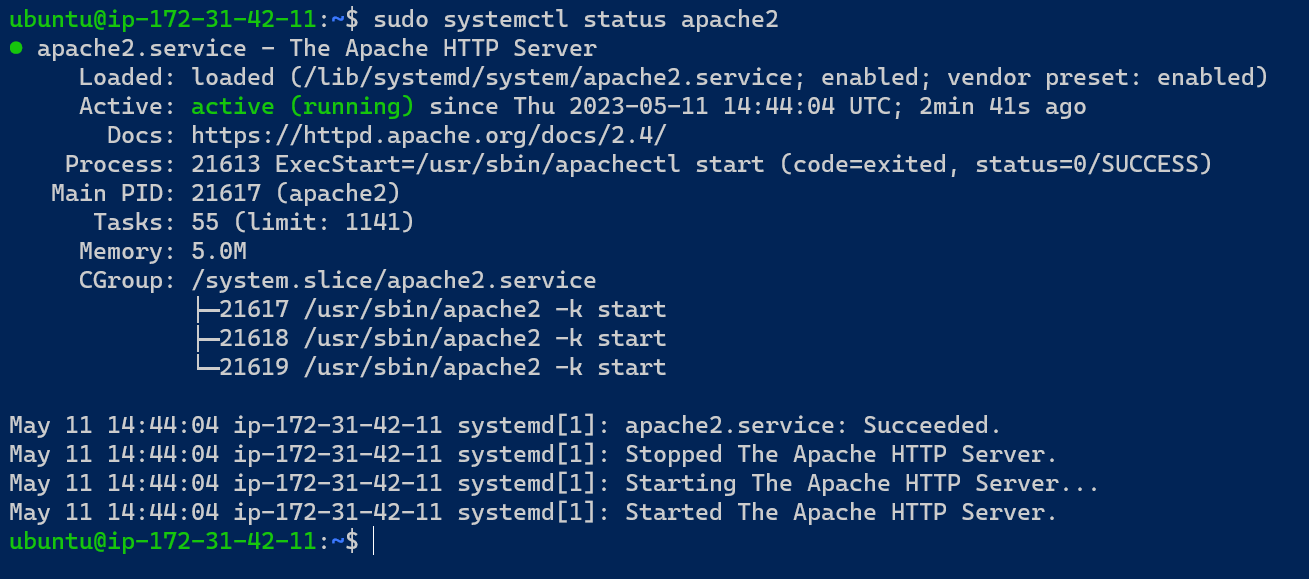 ubuntu@ip-172-31-42-11:~$ sudo systemctl status apache2
● apache2.service - The Apache HTTP Server
     Loaded: loaded (/lib/systemd/system/apache2.service; enabled; vendor preset: enabled)
     Active: active (running) since Thu 2023-05-11 14:44:04 UTC; 2min 41s ago
       Docs: https://httpd.apache.org/docs/2.4/
    Process: 21613 ExecStart=/usr/sbin/apachectl start (code=exited, status=0/SUCCESS)
   Main PID: 21617 (apache2)
      Tasks: 55 (limit: 1141)
     Memory: 5.0M
     CGroup: /system.slice/apache2.service
             ├─21617 /usr/sbin/apache2 -k start
             ├─21618 /usr/sbin/apache2 -k start
             └─21619 /usr/sbin/apache2 -k start

May 11 14:44:04 ip-172-31-42-11 systemd[1]: apache2.service: Succeeded.
May 11 14:44:04 ip-172-31-42-11 systemd[1]: Stopped The Apache HTTP Server.
May 11 14:44:04 ip-172-31-42-11 systemd[1]: Starting The Apache HTTP Server...
May 11 14:44:04 ip-172-31-42-11 systemd[1]: Started The Apache HTTP Server.
ubuntu@ip-172-31-42-11:~$